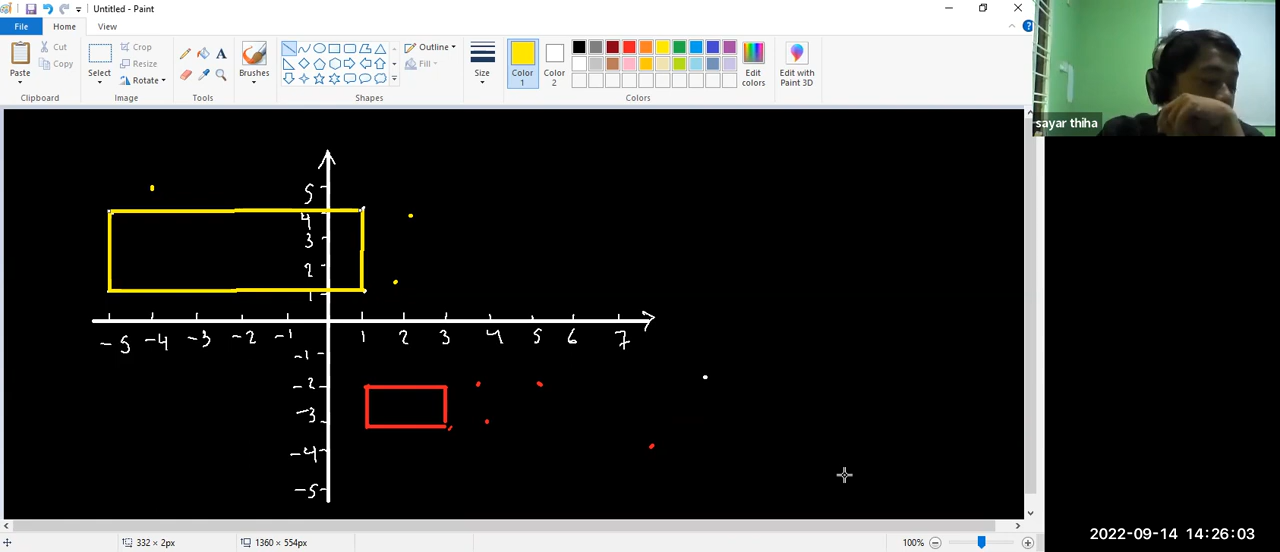 Untitled - Paint
File Home View
Paste Cut Copy Clipboard
Select Crop Resize Rotate Image
Tools
Brushes
Outline Fill Shapes
Size
Color 1 Color 2 Edit colors Colors
Edit with Paint 3D
sayar thiha
5
4
3
2
1
-5 -4 -3 -2 -1 1 2 3 4 5 6 7
-1
-2
-3
-4
-5
332 × 2px 1360 × 554px 100%
2022-09-14 14:26:03